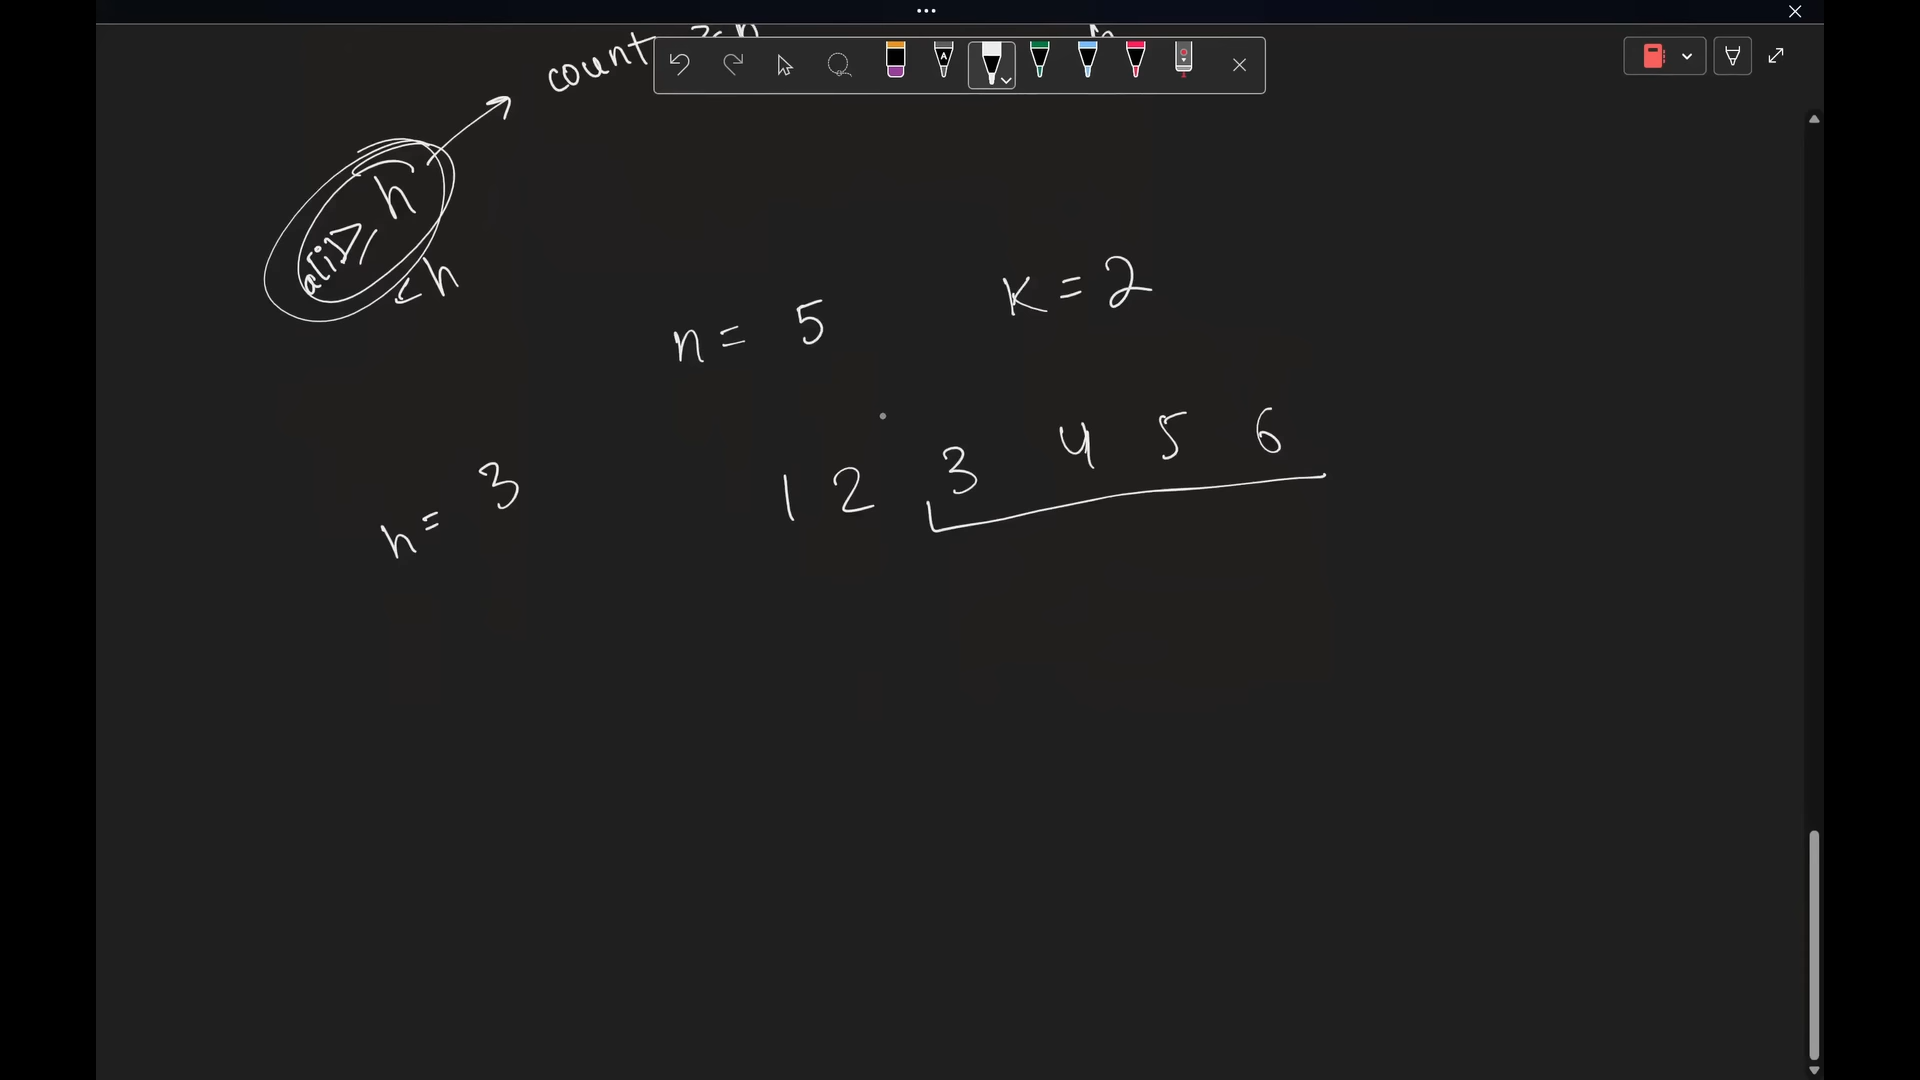 count
h
a[i] ≥ h
< h
n = 5
K = 2
h = 3
1 2 3 4 5 6